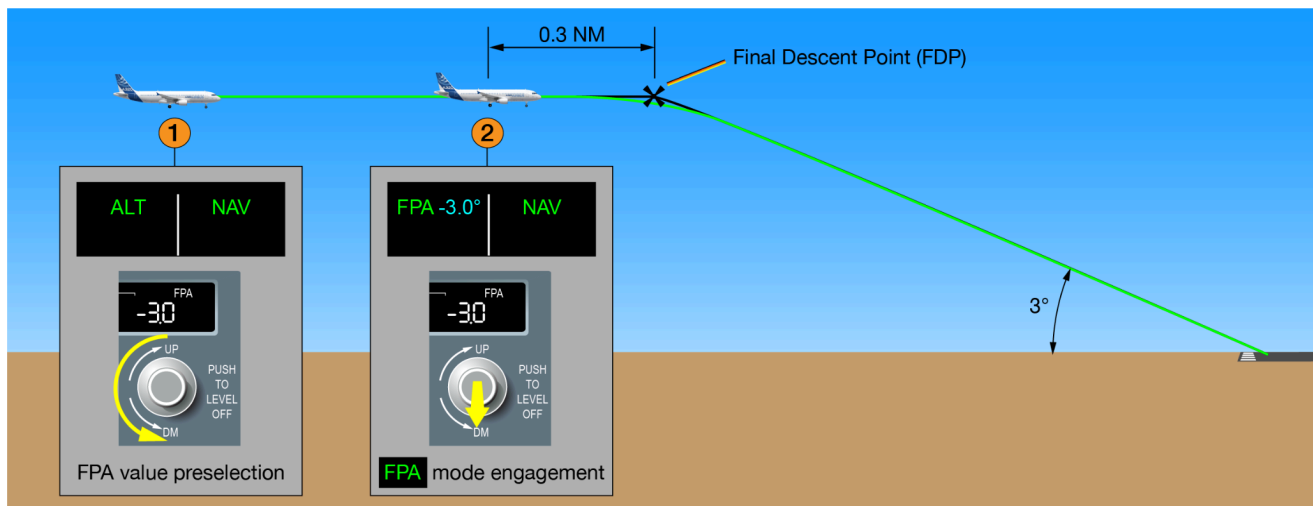 0.3 NM
Final Descent Point (FDP)
1
2
ALT NAV
FPA -3.0° NAV
FPA
-3.0
UP
PUSH
TO
LEVEL
OFF
DM
FPA
-3.0
UP
PUSH
TO
LEVEL
OFF
DM
3°
FPA value preselection
FPA mode engagement